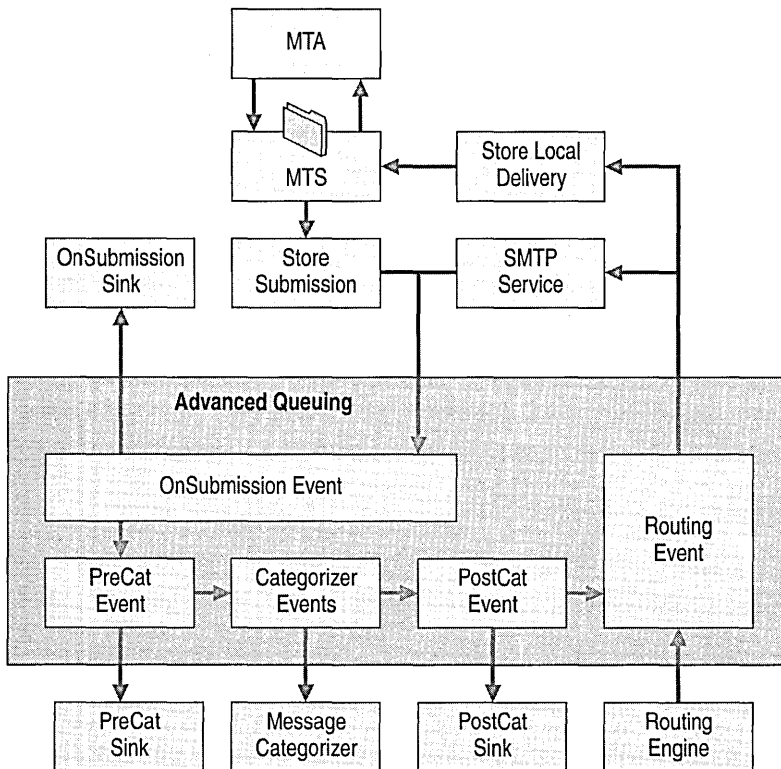 MTA
MTS
Store Local
Delivery
OnSubmission
Sink
Store
Submission
SMTP
Service
Advanced Queuing
OnSubmission Event
Routing
Event
PreCat
Event
Categorizer
Events
PostCat
Event
PreCat
Sink
Message
Categorizer
PostCat
Sink
Routing
Engine